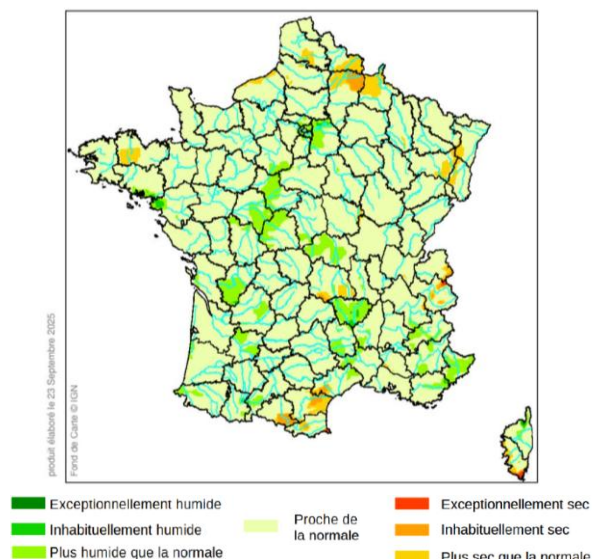 produit élaboré le 23 Septembre 2025
Fond de Carte © IGN
Exceptionnellement humide
Inhabituellement humide
Plus humide que la normale
Proche de
la normale
Exceptionnellement sec
Inhabituellement sec
Plus sec que la normale